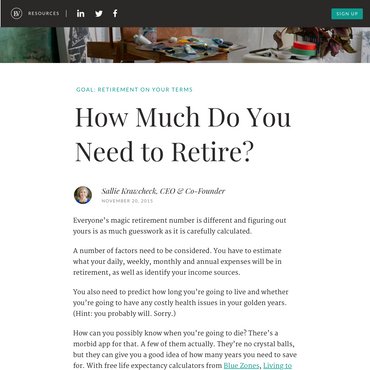 RESOURCES
SIGN UP
GOAL: RETIREMENT ON YOUR TERMS
How Much Do You
Need to Retire?
Sallie Krawcheck, CEO & Co-Founder
NOVEMBER 20, 2015
Everyone's magic retirement number is different and figuring out
yours is as much guesswork as it is carefully calculated.
A number of factors need to be considered. You have to estimate
what your daily, weekly, monthly and annual expenses will be in
retirement, as well as identify your income sources.
You also need to predict how long you're going to live and whether
you're going to have any costly health issues in your golden years.
(Hint: you probably will. Sorry.)
How can you possibly know when you're going to die? There's a
morbid app for that. A few of them actually. They're no crystal balls,
but they can give you a good idea of how many years you need to save
for. With free life expectancy calculators from Blue Zones, Living to